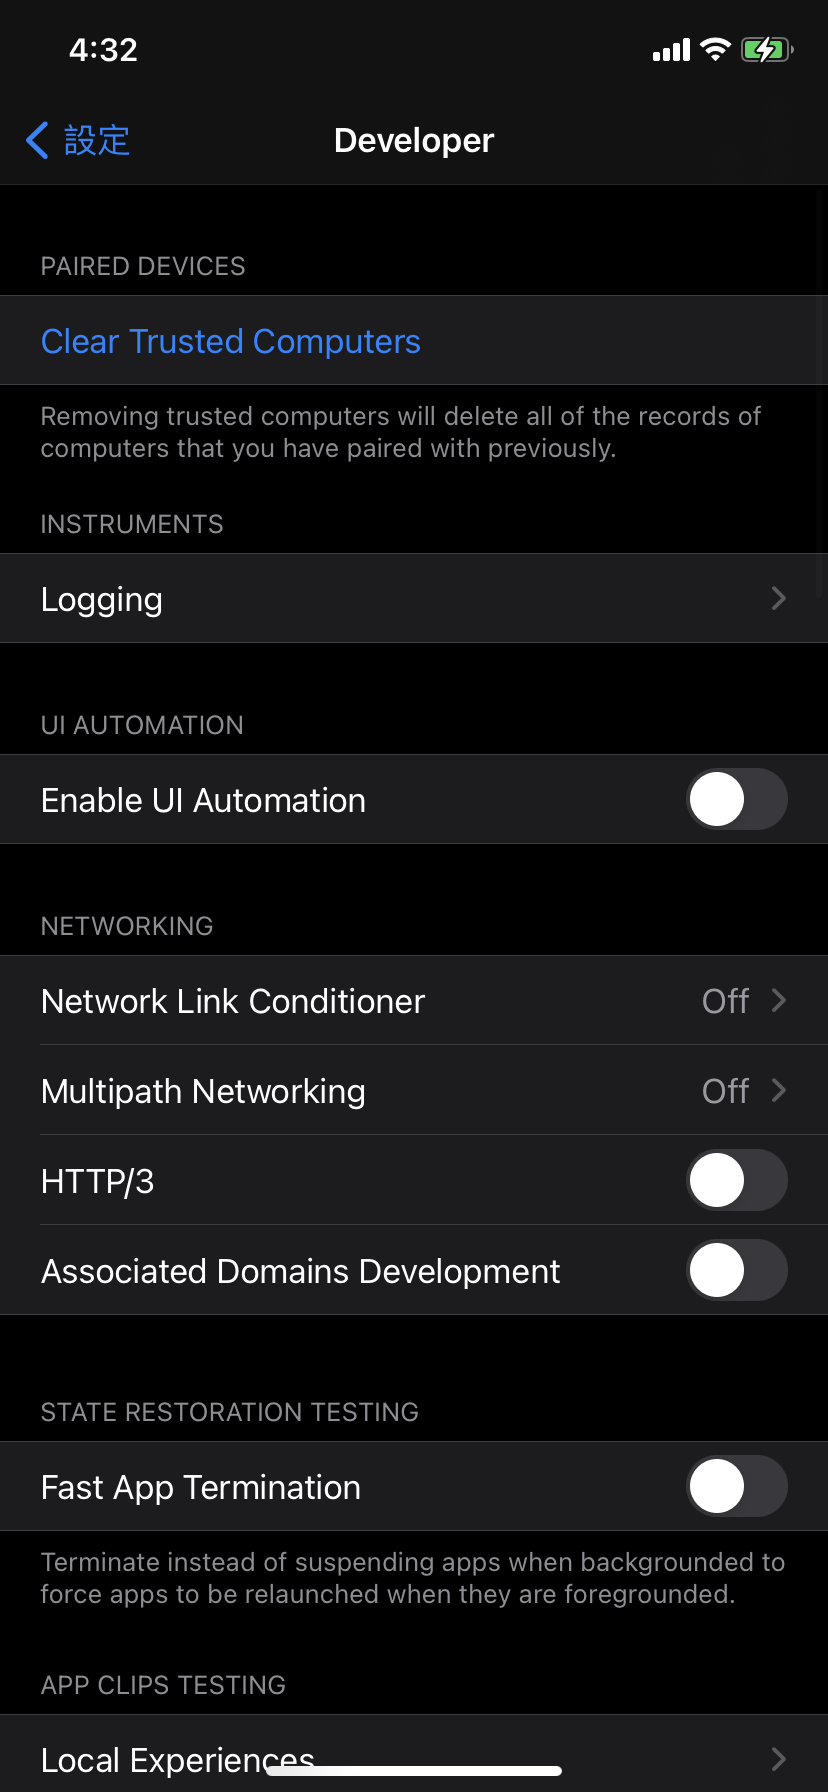 4:32
設定
Developer
PAIRED DEVICES
Clear Trusted Computers
Removing trusted computers will delete all of the records of
computers that you have paired with previously.
INSTRUMENTS
Logging
UI AUTOMATION
Enable UI Automation
NETWORKING
Network Link Conditioner Off
Multipath Networking Off
HTTP/3
Associated Domains Development
STATE RESTORATION TESTING
Fast App Termination
Terminate instead of suspending apps when backgrounded to
force apps to be relaunched when they are foregrounded.
APP CLIPS TESTING
Local Experiences